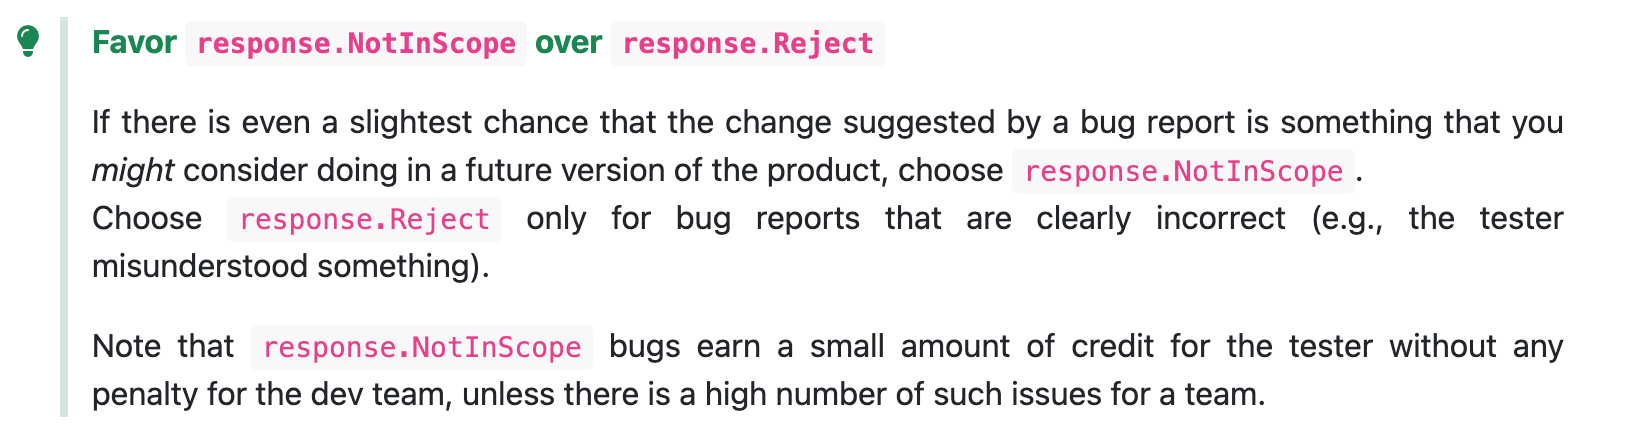 Favor response.NotInScope over response.Reject
If there is even a slightest chance that the change suggested by a bug report is something that you
might consider doing in a future version of the product, choose response.NotInScope.
Choose response.Reject only for bug reports that are clearly incorrect (e.g., the tester
misunderstood something).
Note that response.NotInScope bugs earn a small amount of credit for the tester without any
penalty for the dev team, unless there is a high number of such issues for a team.